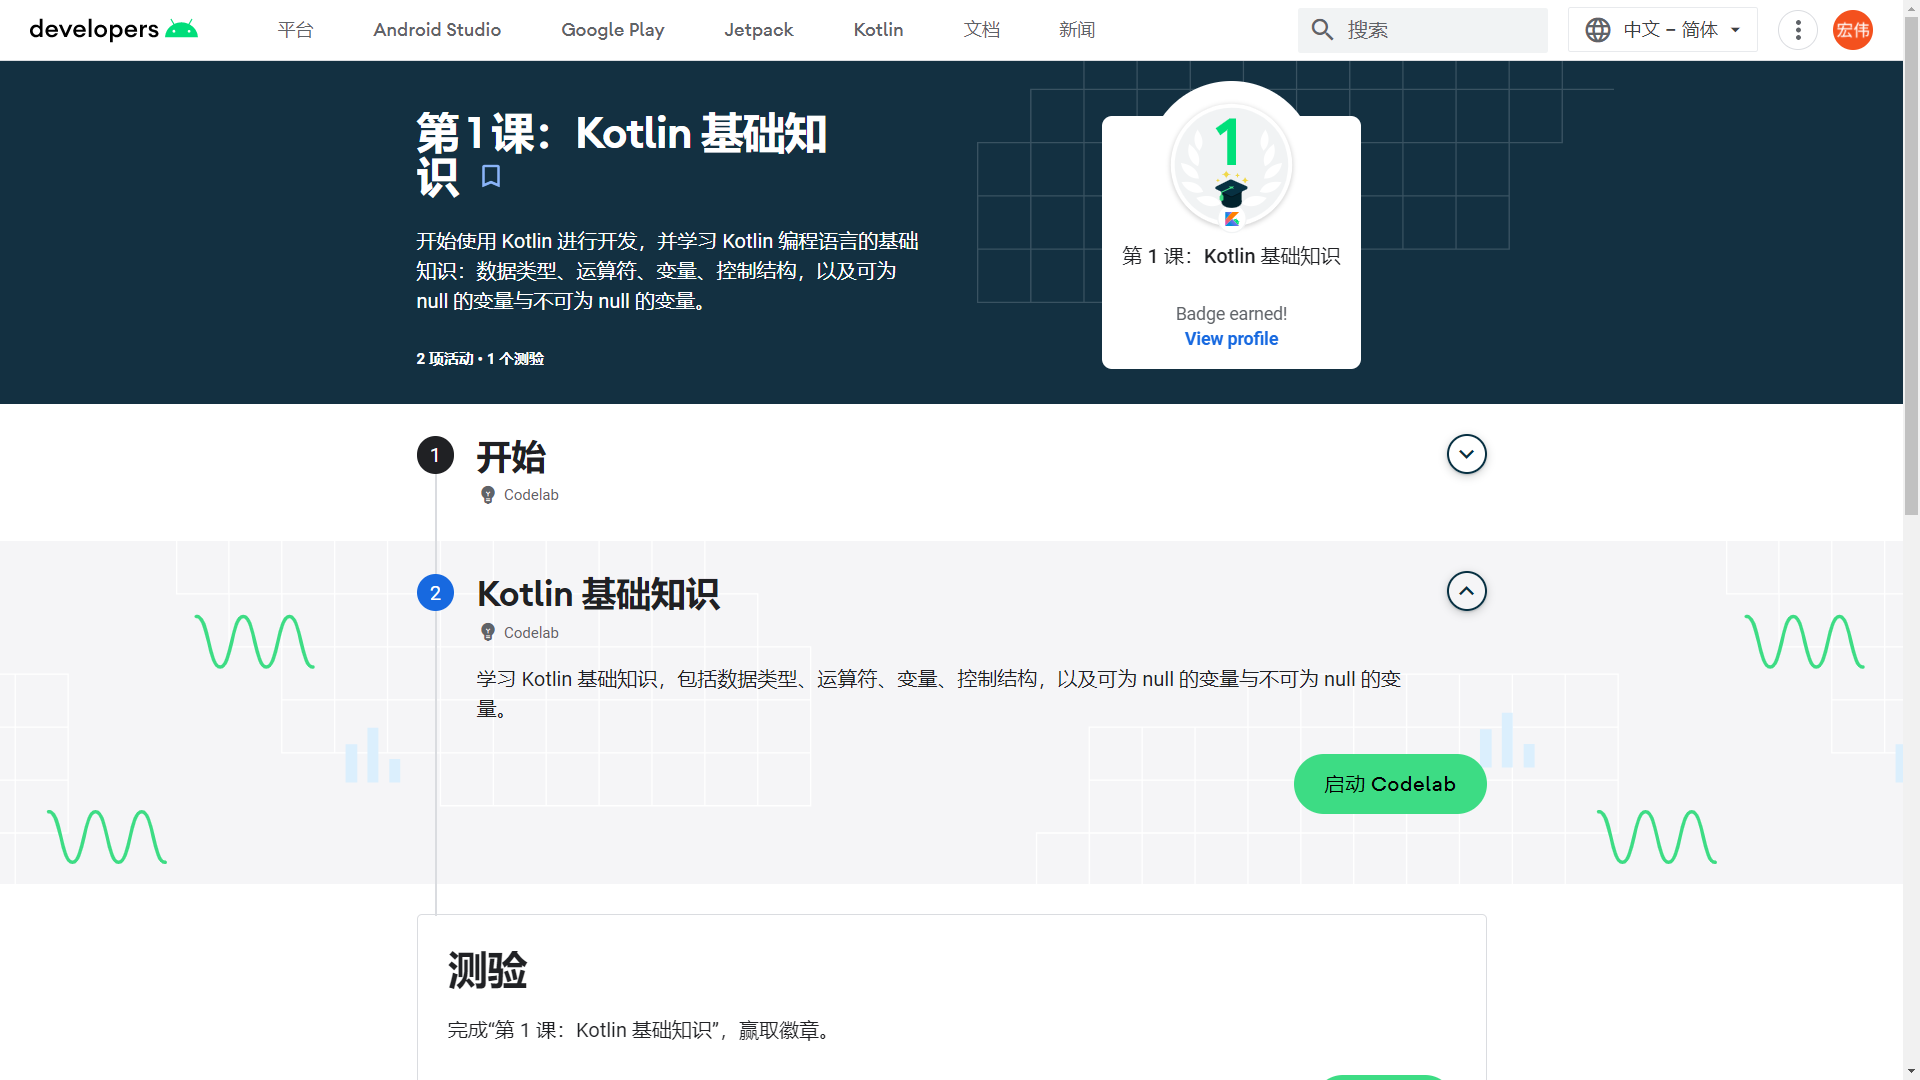 developers
平台
Android Studio
Google Play
Jetpack
Kotlin
文档
新闻
搜索
中文 – 简体
宏伟
第 1 课：Kotlin 基础知
识
开始使用 Kotlin 进行开发，并学习 Kotlin 编程语言的基础
知识：数据类型、运算符、变量、控制结构，以及可为
null 的变量与不可为 null 的变量。
2 项活动 • 1 个测验
1
第 1 课：Kotlin 基础知识
Badge earned!
View profile
1
开始
Codelab
2
Kotlin 基础知识
Codelab
学习 Kotlin 基础知识，包括数据类型、运算符、变量、控制结构，以及可为 null 的变量与不可为 null 的变
量。
启动 Codelab
测验
完成“第 1 课：Kotlin 基础知识”，赢取徽章。